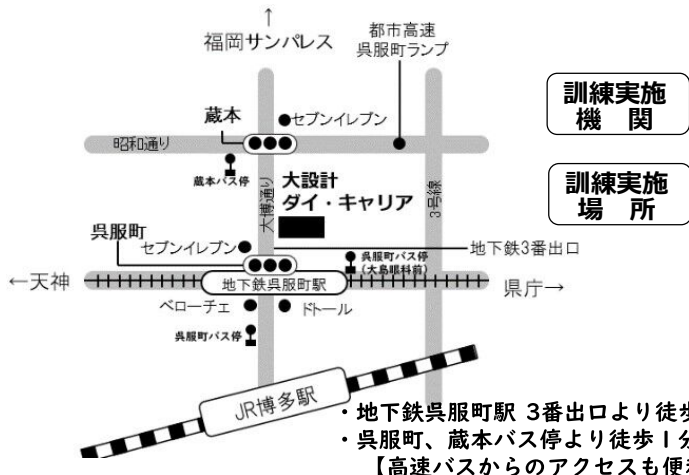 ↑
福岡サンパレス
都市高速
呉服町ランプ
訓練実施
機 関
蔵本
セブンイレブン
昭和通り
蔵本バス停
大博通り
3号線
大設計
ダイ・キャリア
訓練実施
場 所
呉服町
セブンイレブン
呉服町バス停
(大島眼科前)
地下鉄3番出口
←天神
地下鉄呉服町駅
県庁→
ベローチェ
ドトール
呉服町バス停
JR博多駅
・地下鉄呉服町駅 3番出口より徒歩
・呉服町、蔵本バス停より徒歩1分
【高速バスからのアクセスも便